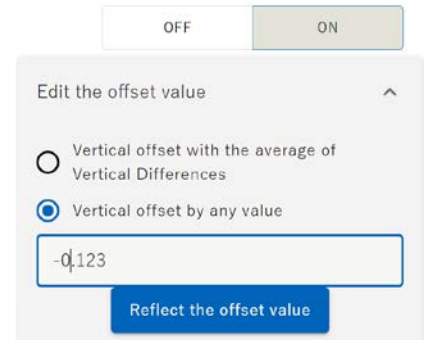 OFF ON
Edit the offset value
Vertical offset with the average of
Vertical Differences
Vertical offset by any value
-0.123
Reflect the offset value